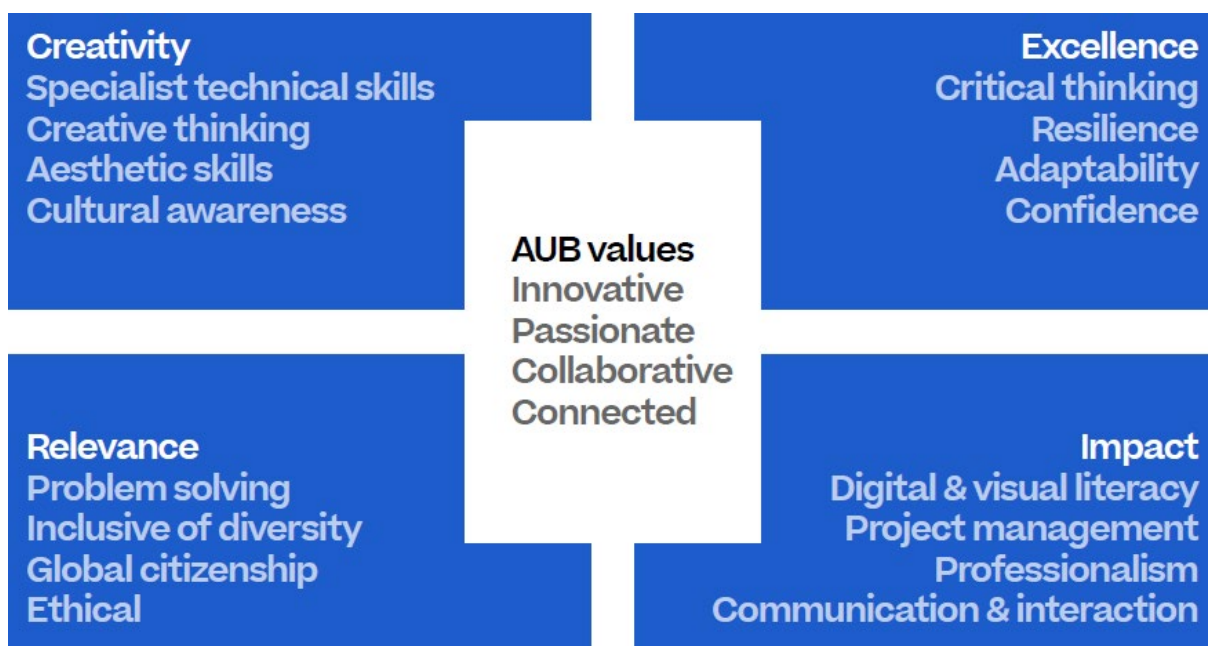 Creativity
Specialist technical skills
Creative thinking
Aesthetic skills
Cultural awareness
Excellence
Critical thinking
Resilience
Adaptability
Confidence
AUB values
Innovative
Passionate
Collaborative
Connected
Relevance
Problem solving
Inclusive of diversity
Global citizenship
Ethical
Impact
Digital & visual literacy
Project management
Professionalism
Communication & interaction